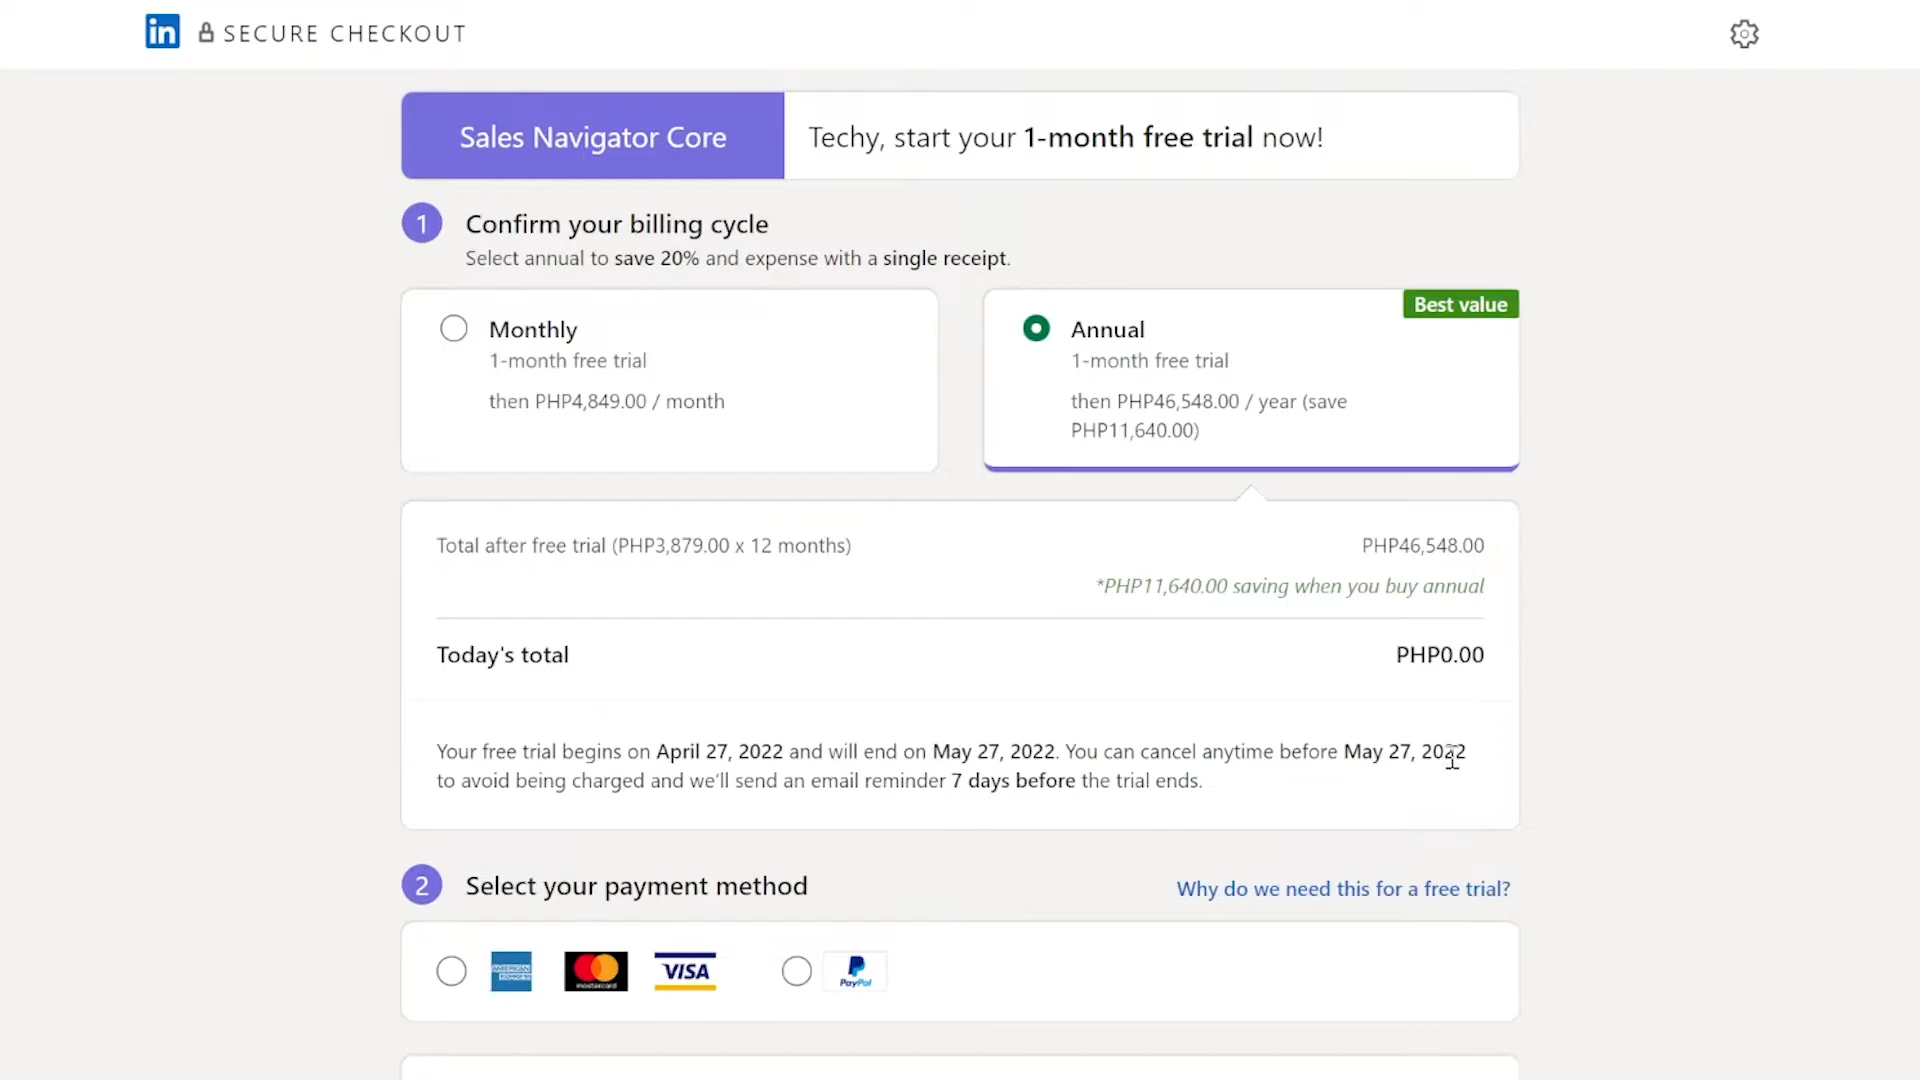 in SECURE CHECKOUT
Sales Navigator Core
Techy, start your 1-month free trial now!
1 Confirm your billing cycle
Select annual to save 20% and expense with a single receipt.
Monthly
1-month free trial
then PHP4,849.00 / month
Best value
Annual
1-month free trial
then PHP46,548.00 / year (save
PHP11,640.00)
Total after free trial (PHP3,879.00 x 12 months) PHP46,548.00
*PHP11,640.00 saving when you buy annual
Today's total PHP0.00
Your free trial begins on April 27, 2022 and will end on May 27, 2022. You can cancel anytime before May 27, 2022
to avoid being charged and we'll send an email reminder 7 days before the trial ends.
2 Select your payment method Why do we need this for a free trial?
AMERICAN EXPRESS mastercard VISA PayPal